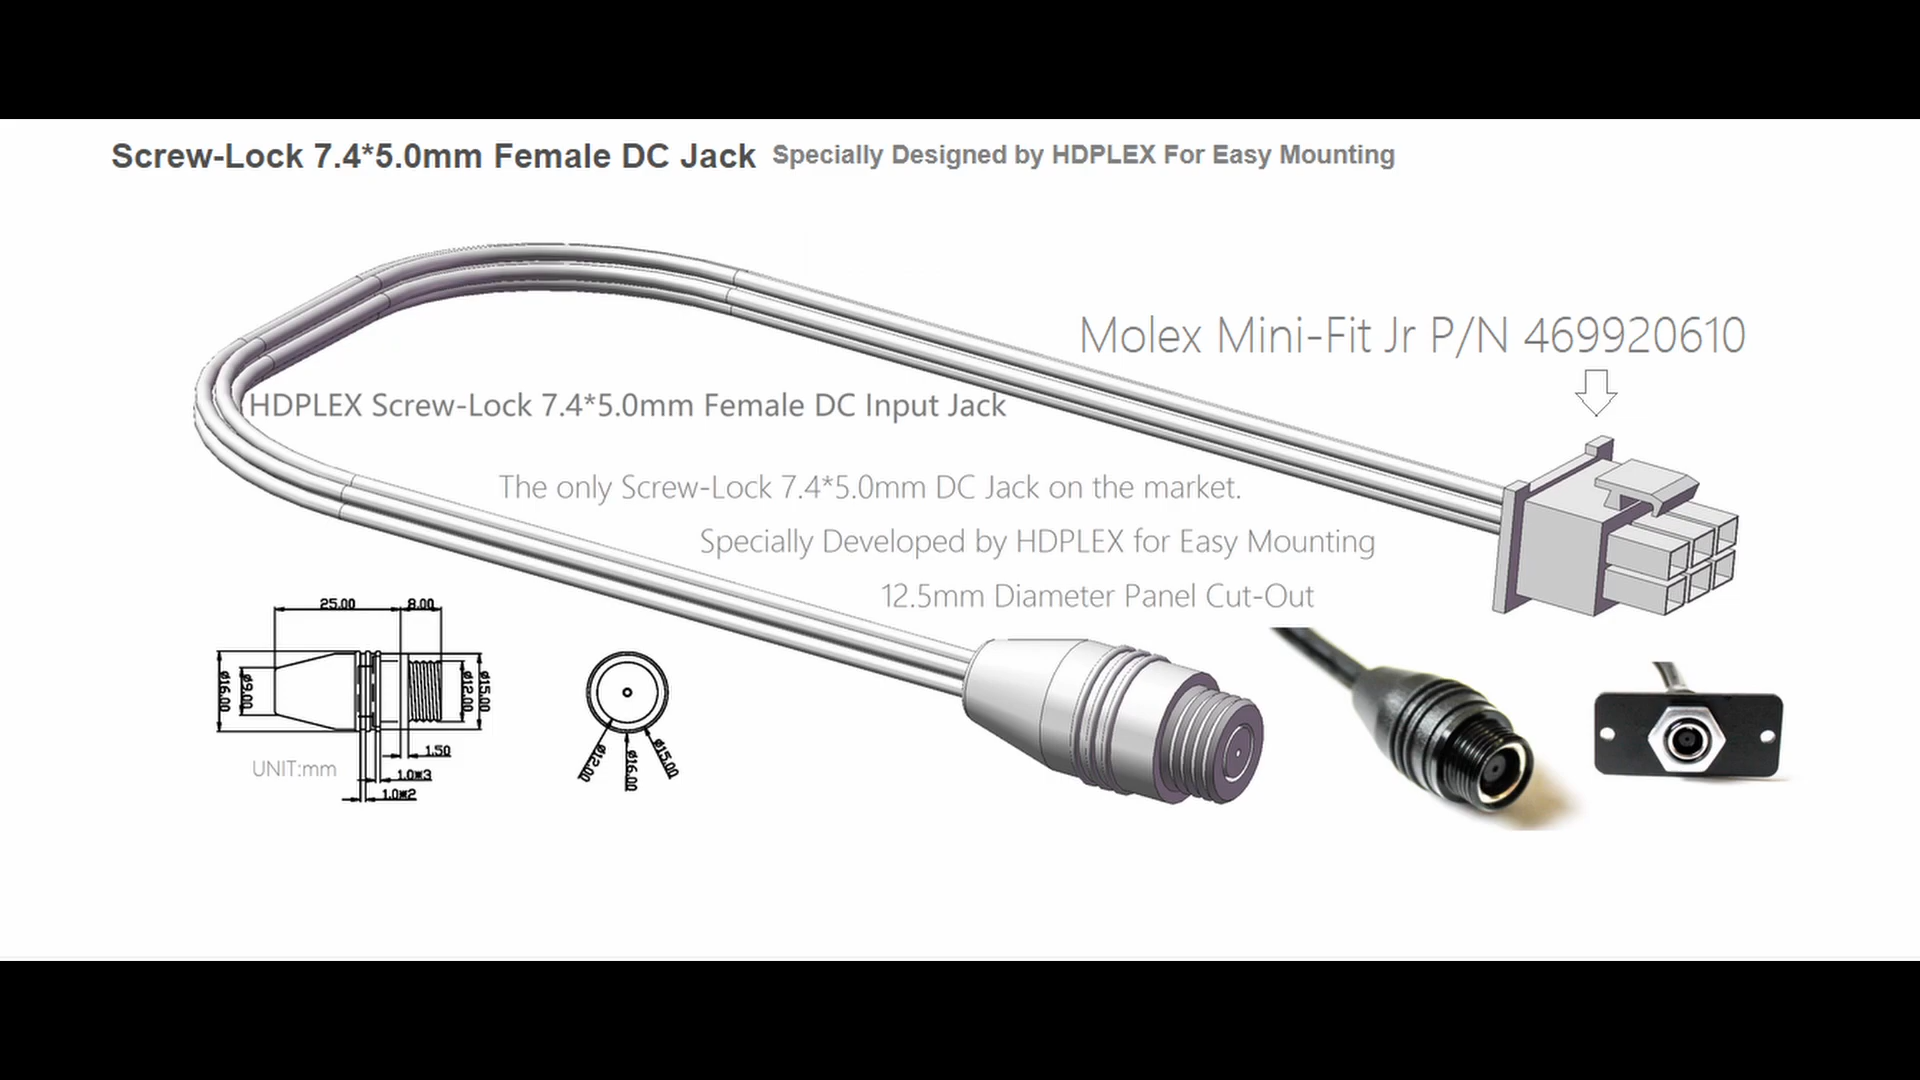 Screw-Lock 7.4*5.0mm Female DC Jack Specially Designed by HDPLEX For Easy Mounting
Molex Mini-Fit Jr P/N 469920610
HDPLEX Screw-Lock 7.4*5.0mm Female DC Input Jack
The only Screw-Lock 7.4*5.0mm DC Jack on the market.
Specially Developed by HDPLEX for Easy Mounting
12.5mm Diameter Panel Cut-Out
25.00 8.00
ø16.00 ø9.00 ø12.00 ø15.00
1.50
1.0*3
1.0*2
UNIT:mm
ø12.00 ø16.00 ø15.00